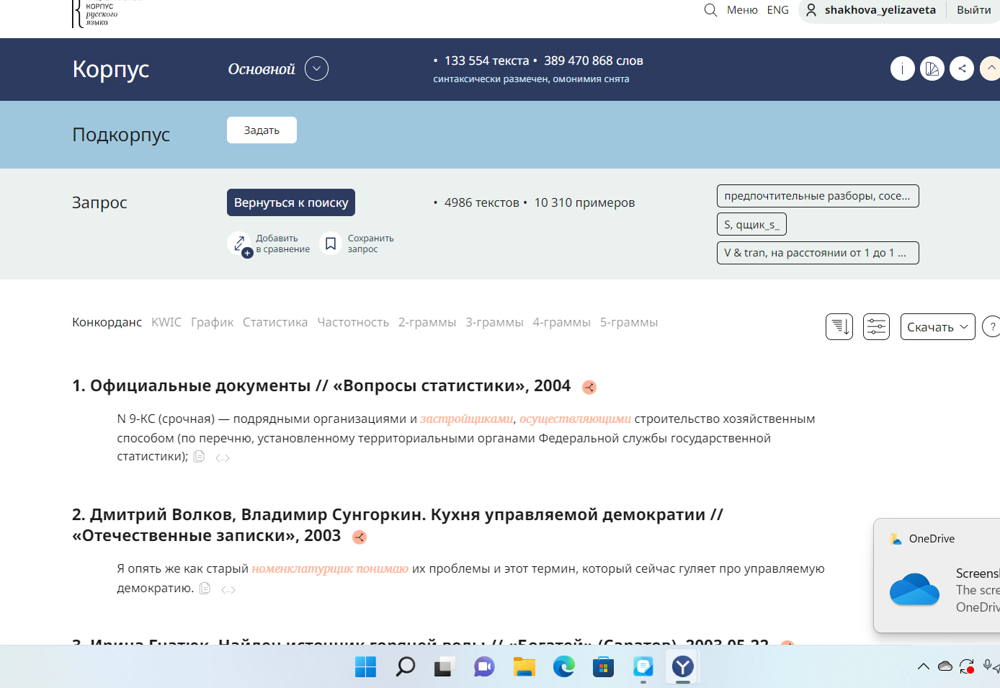 КОРПУС
русского
языка
Меню
ENG
shakhova_yelizaveta
Выйти
Корпус
Основной
• 133 554 текста • 389 470 868 слов
синтаксически размечен, омонимия снята
Подкорпус
Задать
Запрос
Вернуться к поиску
• 4986 текстов • 10 310 примеров
предпочтительные разборы, сосе...
S, qщик_s_
V & tran, на расстоянии от 1 до 1 ...
Добавить
в сравнение
Сохранить
запрос
Конкорданс KWIC График Статистика Частотность 2-граммы 3-граммы 4-граммы 5-граммы
Скачать
?
1. Официальные документы // «Вопросы статистики», 2004
N 9-КС (срочная) — подрядными организациями и застройщиками, осуществляющими строительство хозяйственным
способом (по перечню, установленному территориальными органами Федеральной службы государственной
статистики);
2. Дмитрий Волков, Владимир Сунгоркин. Кухня управляемой демократии //
«Отечественные записки», 2003
Я опять же как старый номенклатурщик понимаю их проблемы и этот термин, который сейчас гуляет про управляемую
демократию.
3. Ирина Гнатюк. Найден источник горячей воды // «Богатей» (Саратов), 2003.05.22
OneDrive
Screens
The scre
OneDriv